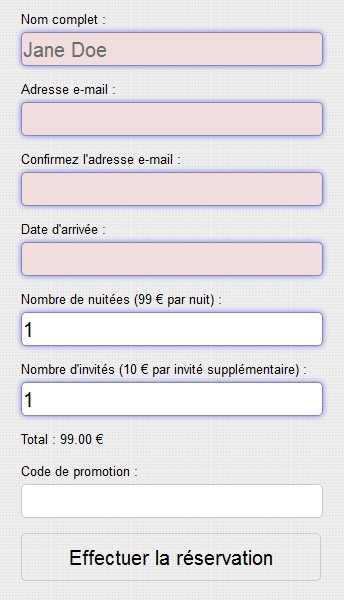 Nom complet :
Jane Doe
Adresse e-mail :
Confirmez l'adresse e-mail :
Date d'arrivée :
Nombre de nuitées (99 € par nuit) :
1
Nombre d'invités (10 € par invité supplémentaire) :
1
Total : 99.00 €
Code de promotion :
Effectuer la réservation